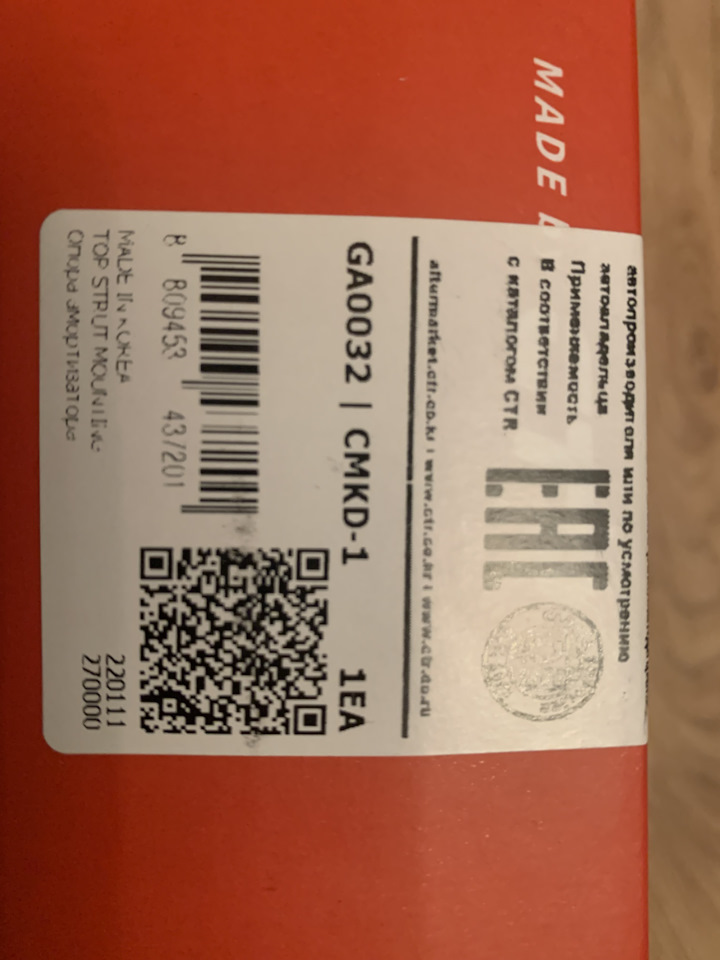 MADE
автопроизводителя или по усмотрению
автовладельца
Применяемость
В соответствии
с каталогом CTR
EAC
aftermarket.ctr.co.kr | www.ctr.co.kr | www.ctr.co.ru
GA0032 | CMKD-1 1EA
8 809453 437201
MADE IN KOREA
TOP STRUT MOUNTING
Опора амортизатора
220111
270000